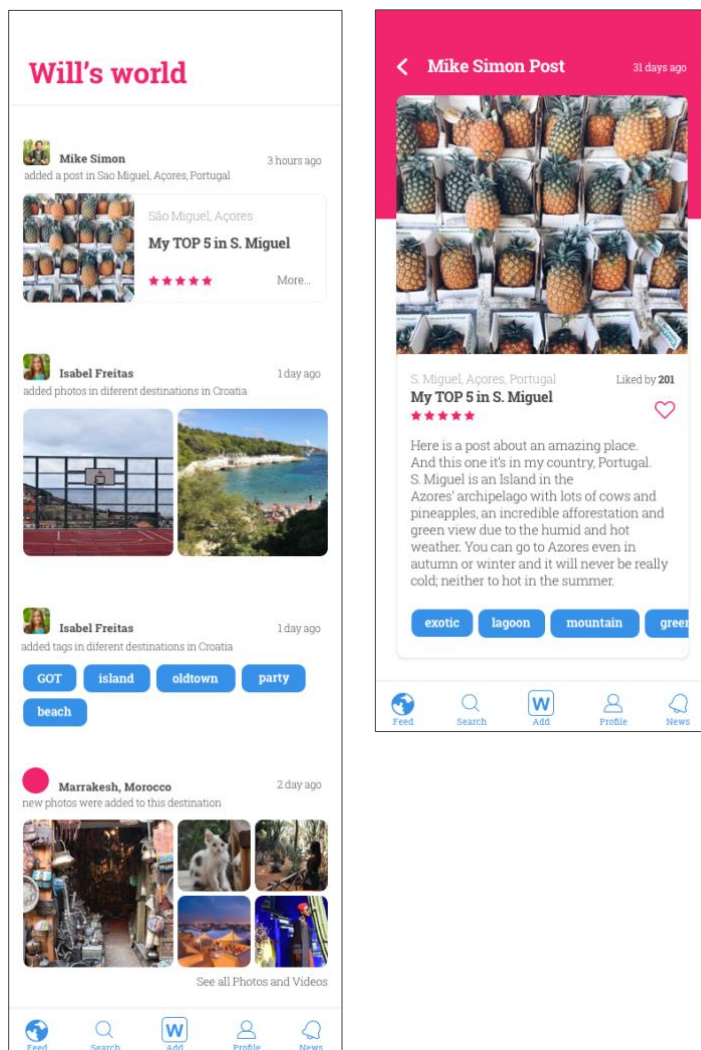 Will's world
Mike Simon
3 hours ago
added a post in Sao Miguel, Açores, Portugal
São Miguel, Açores
My TOP 5 in S. Miguel
More...
Isabel Freitas
1 day ago
added photos in diferent destinations in Croatia
Isabel Freitas
1 day ago
added tags in diferent destinations in Croatia
GOT
island
oldtown
party
beach
Marrakesh, Morocco
2 day ago
new photos were added to this destination
See all Photos and Videos
Feed
Search
W
Add
Profile
News
Mike Simon Post
31 days ago
S. Miguel, Açores, Portugal
Liked by 201
My TOP 5 in S. Miguel
Here is a post about an amazing place.
And this one it's in my country, Portugal.
S. Miguel is an Island in the
Azores' archipelago with lots of cows and
pineapples, an incredible afforestation and
green view due to the humid and hot
weather. You can go to Azores even in
autumn or winter and it will never be really
cold; neither to hot in the summer.
exotic
lagoon
mountain
green
Feed
Search
W
Add
Profile
News